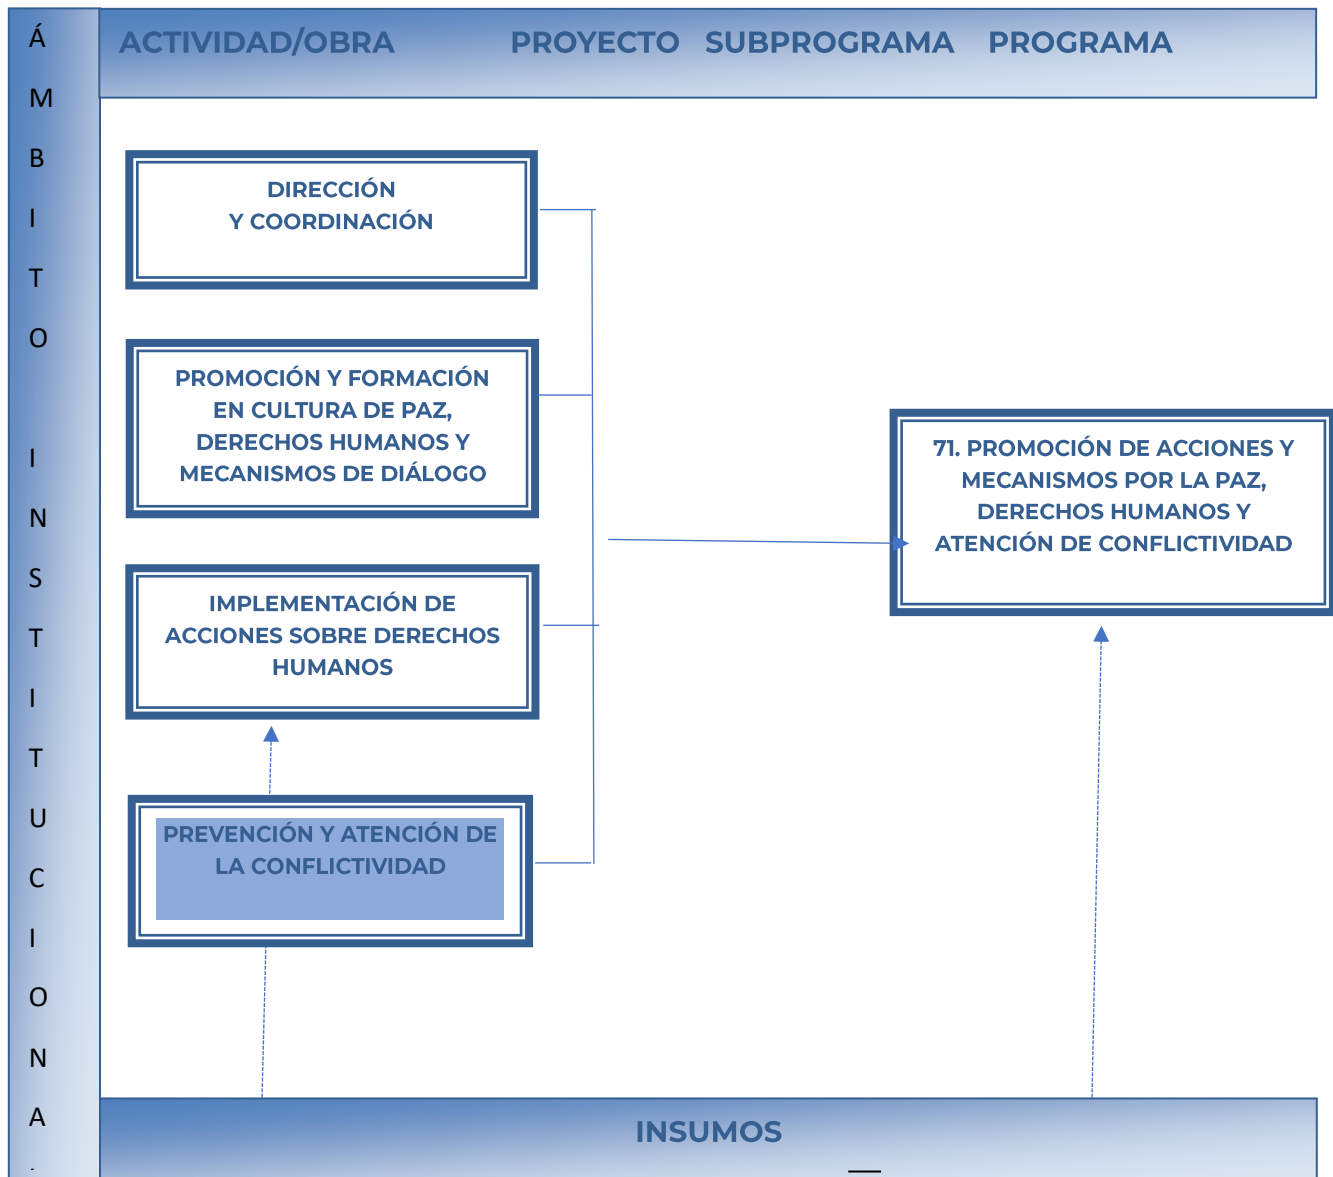 Á
M
B
I
T
O
I
N
S
T
I
T
U
C
I
O
N
A
ACTIVIDAD/OBRA PROYECTO SUBPROGRAMA PROGRAMA
DIRECCIÓN
Y COORDINACIÓN
PROMOCIÓN Y FORMACIÓN
EN CULTURA DE PAZ,
DERECHOS HUMANOS Y
MECANISMOS DE DIÁLOGO
IMPLEMENTACIÓN DE
ACCIONES SOBRE DERECHOS
HUMANOS
PREVENCIÓN Y ATENCIÓN DE
LA CONFLICTIVIDAD
71. PROMOCIÓN DE ACCIONES Y
MECANISMOS POR LA PAZ,
DERECHOS HUMANOS Y
ATENCIÓN DE CONFLICTIVIDAD
INSUMOS